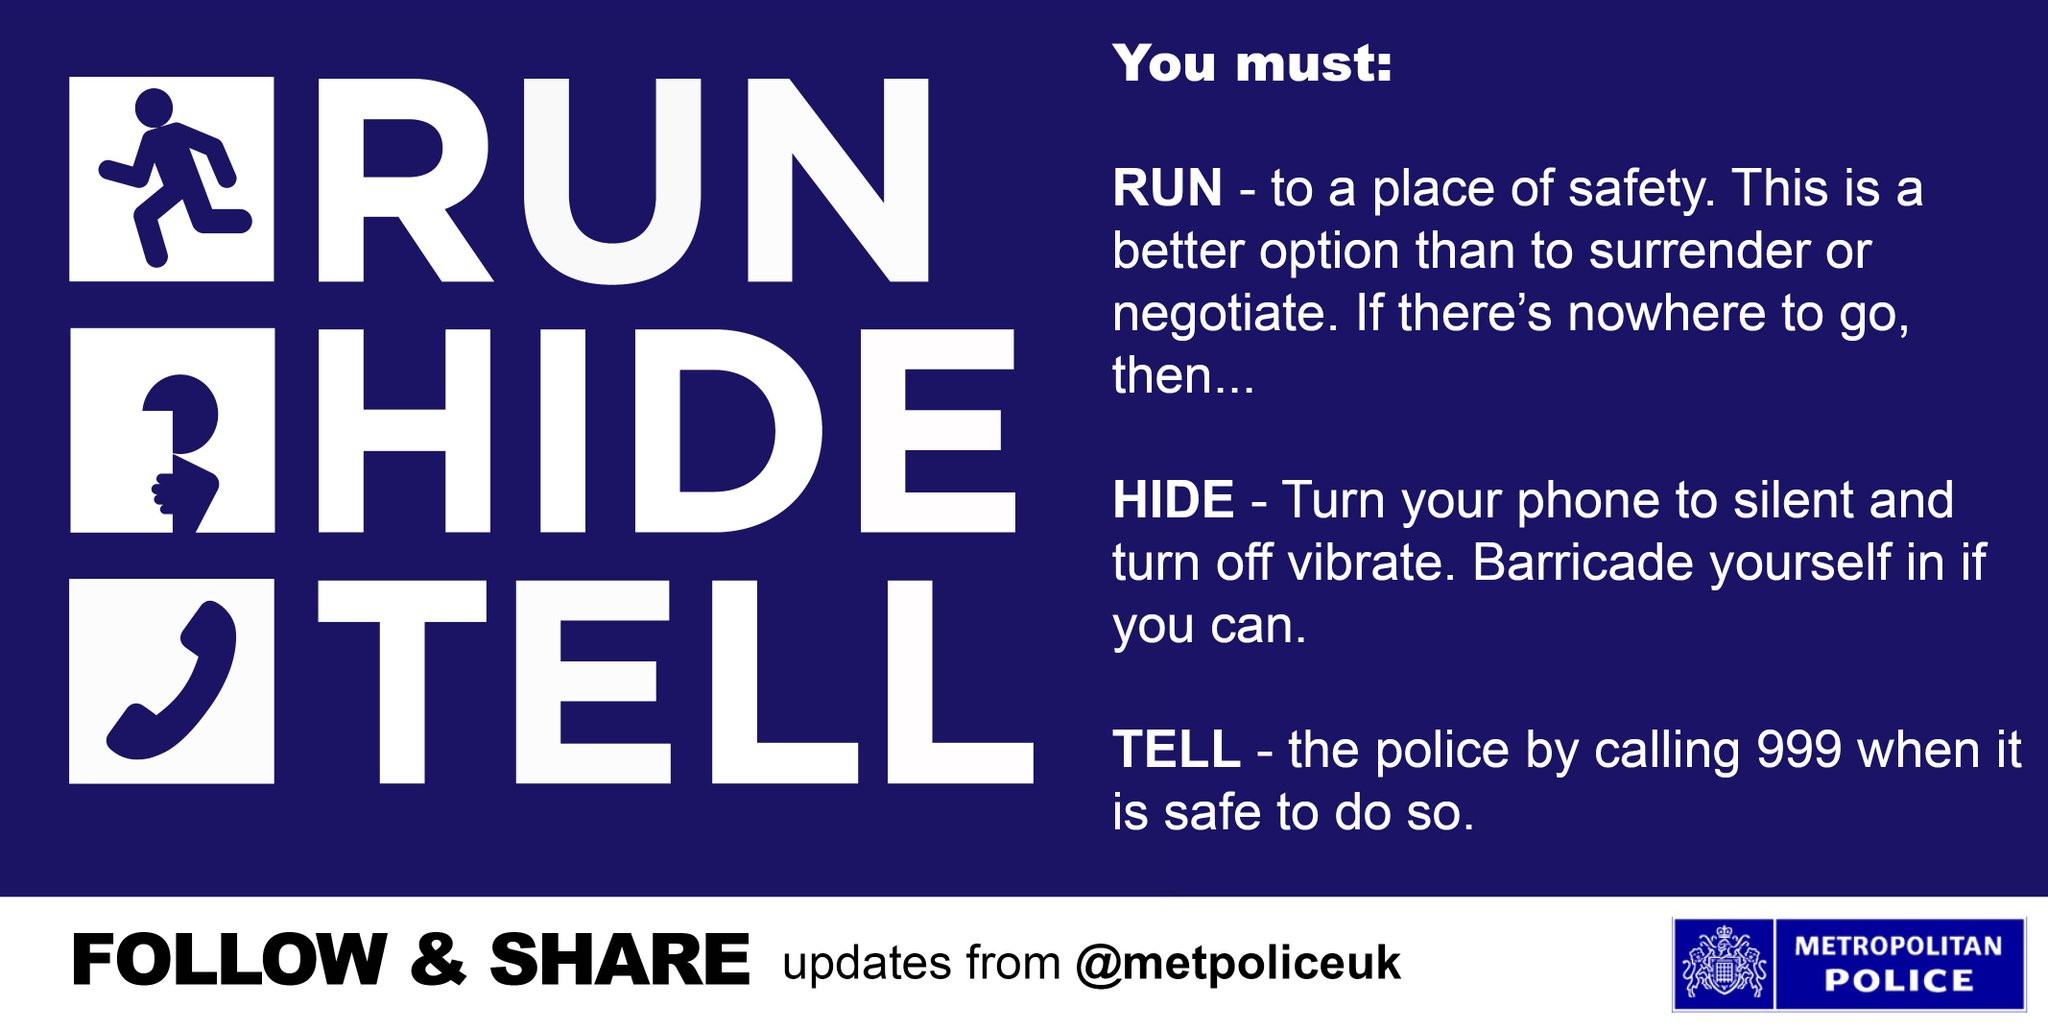 RUN
HIDE
TELL
You must:
RUN - to a place of safety. This is a
better option than to surrender or
negotiate. If there’s nowhere to go,
then...
HIDE - Turn your phone to silent and
turn off vibrate. Barricade yourself in if
you can.
TELL - the police by calling 999 when it
is safe to do so.
FOLLOW & SHARE updates from @metpoliceuk
METROPOLITAN
POLICE